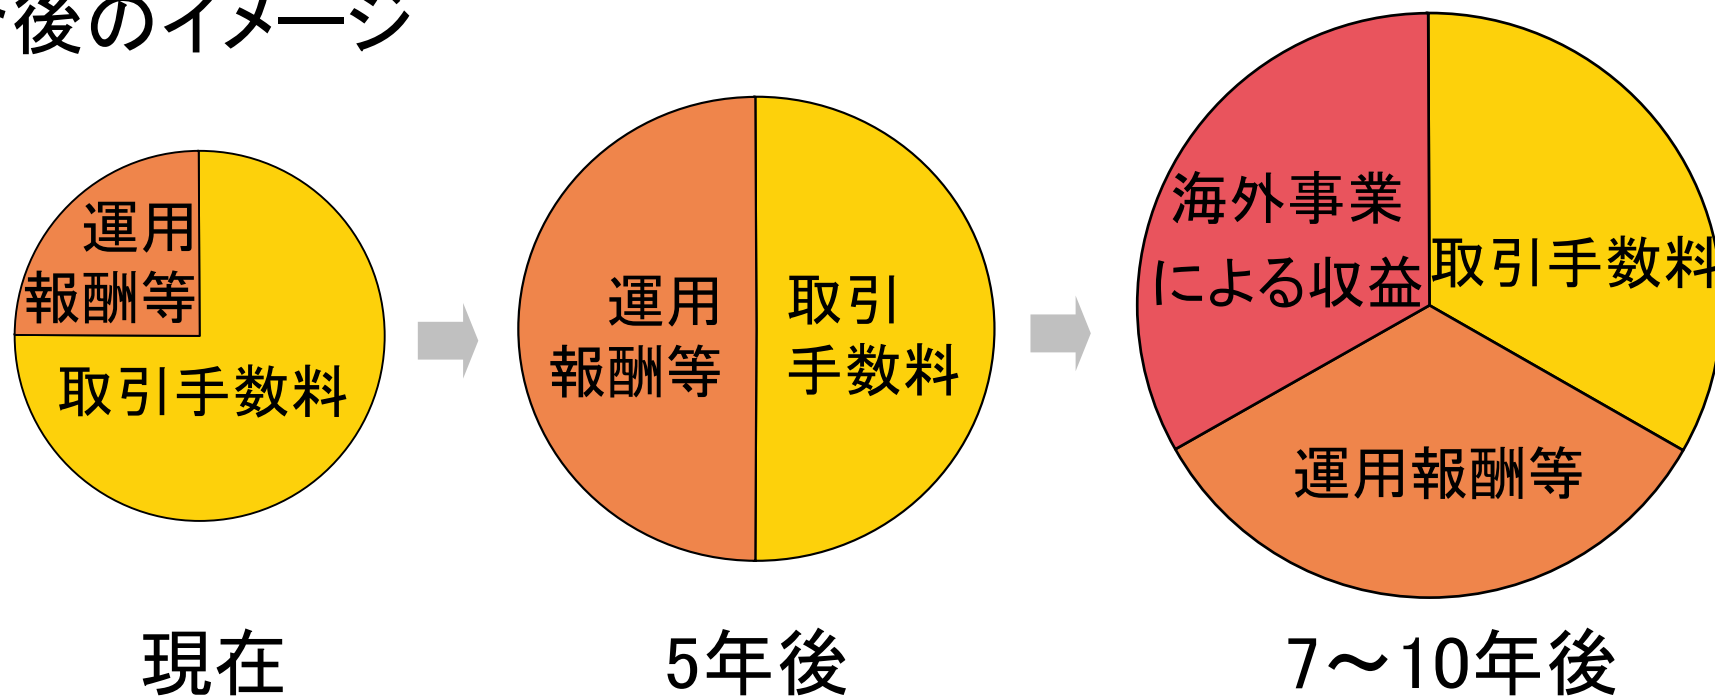 後のイメージ
運用
報酬等
取引手数料
運用
報酬等
取引
手数料
海外事業
による収益
取引手数料
運用報酬等
現在
5年後
7～10年後